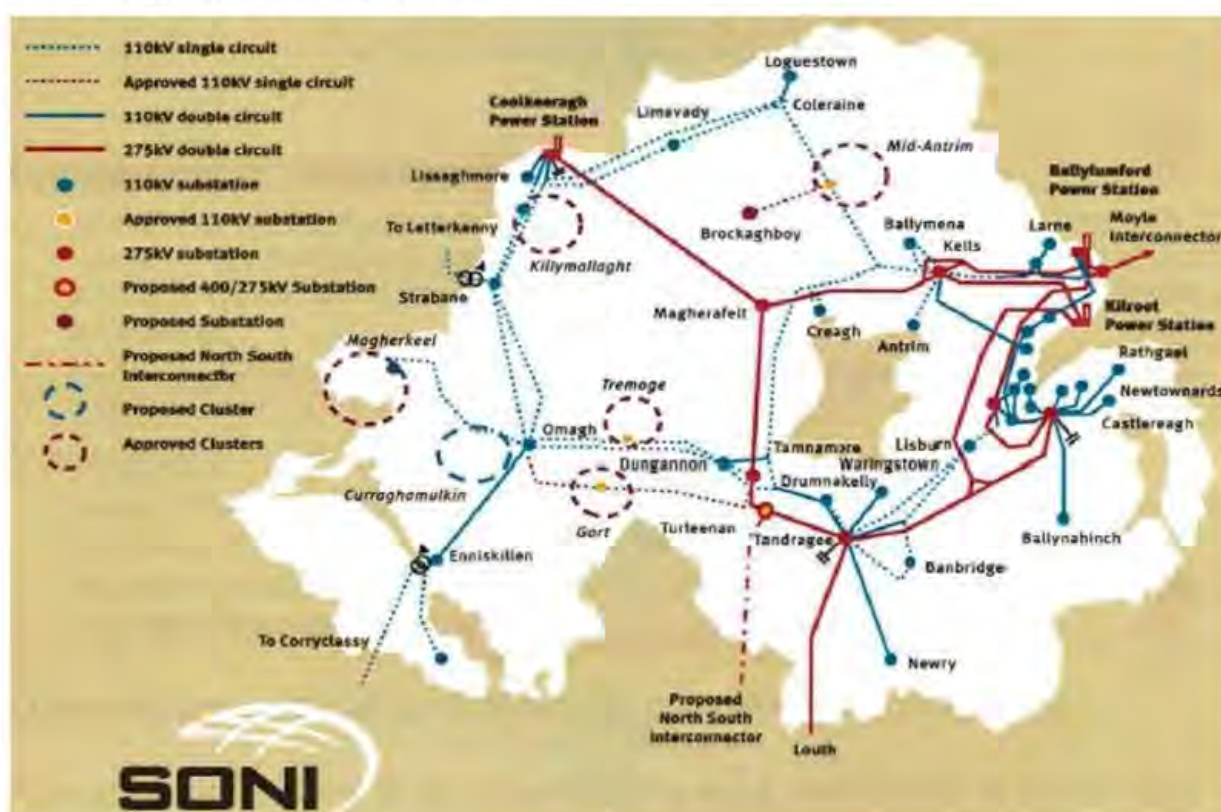 110kV single circuit
Approved 110kV single circuit
110kV double circuit
275kV double circuit
110kV substation
Approved 110kV substation
275kV substation
Proposed 400/275kV Substation
Proposed Substation
Proposed North South
Interconnector
Proposed Cluster
Approved Clusters
Loguestown
Coleraine
Limavady
Coolkeeragh
Power Station
Lissaghmore
To Letterkenny
Killymallaght
Strabane
Mid-Antrim
Brockaghboy
Ballylumford
Power Station
Moyle
Interconnector
Larne
Ballymena
Kells
Kilroot
Power Station
Magherafelt
Creagh
Antrim
Rathgael
Newtownards
Castlereagh
Magherkeel
Tremoge
Omagh
Dungannon
Tamnamore
Lisburn
Waringstown
Drumnakelly
Curraghamulkin
Gort
Turleenan
Tandragee
Ballynahinch
Banbridge
Enniskillen
To Corryclassy
Newry
Proposed
North South
Interconnector
Louth
SONI